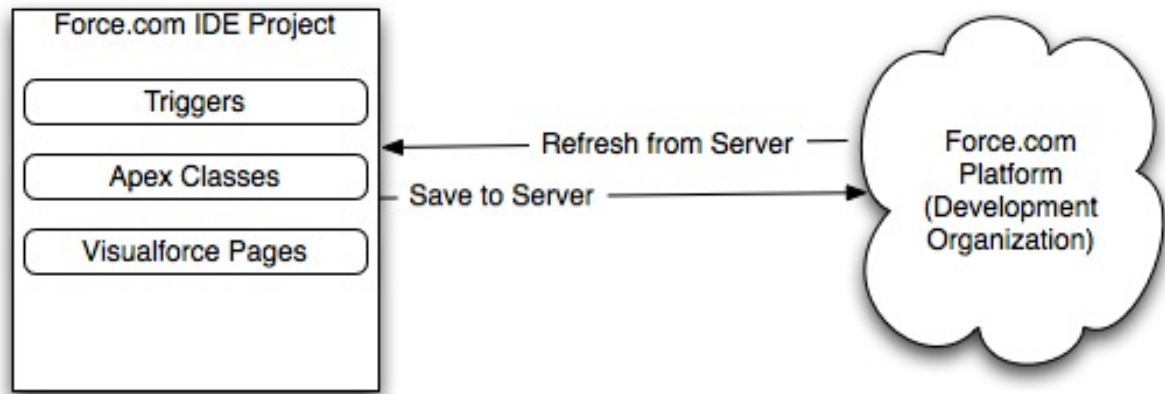 Force.com IDE Project
Triggers
Apex Classes
Visualforce Pages
Refresh from Server
Save to Server
Force.com
Platform
(Development
Organization)